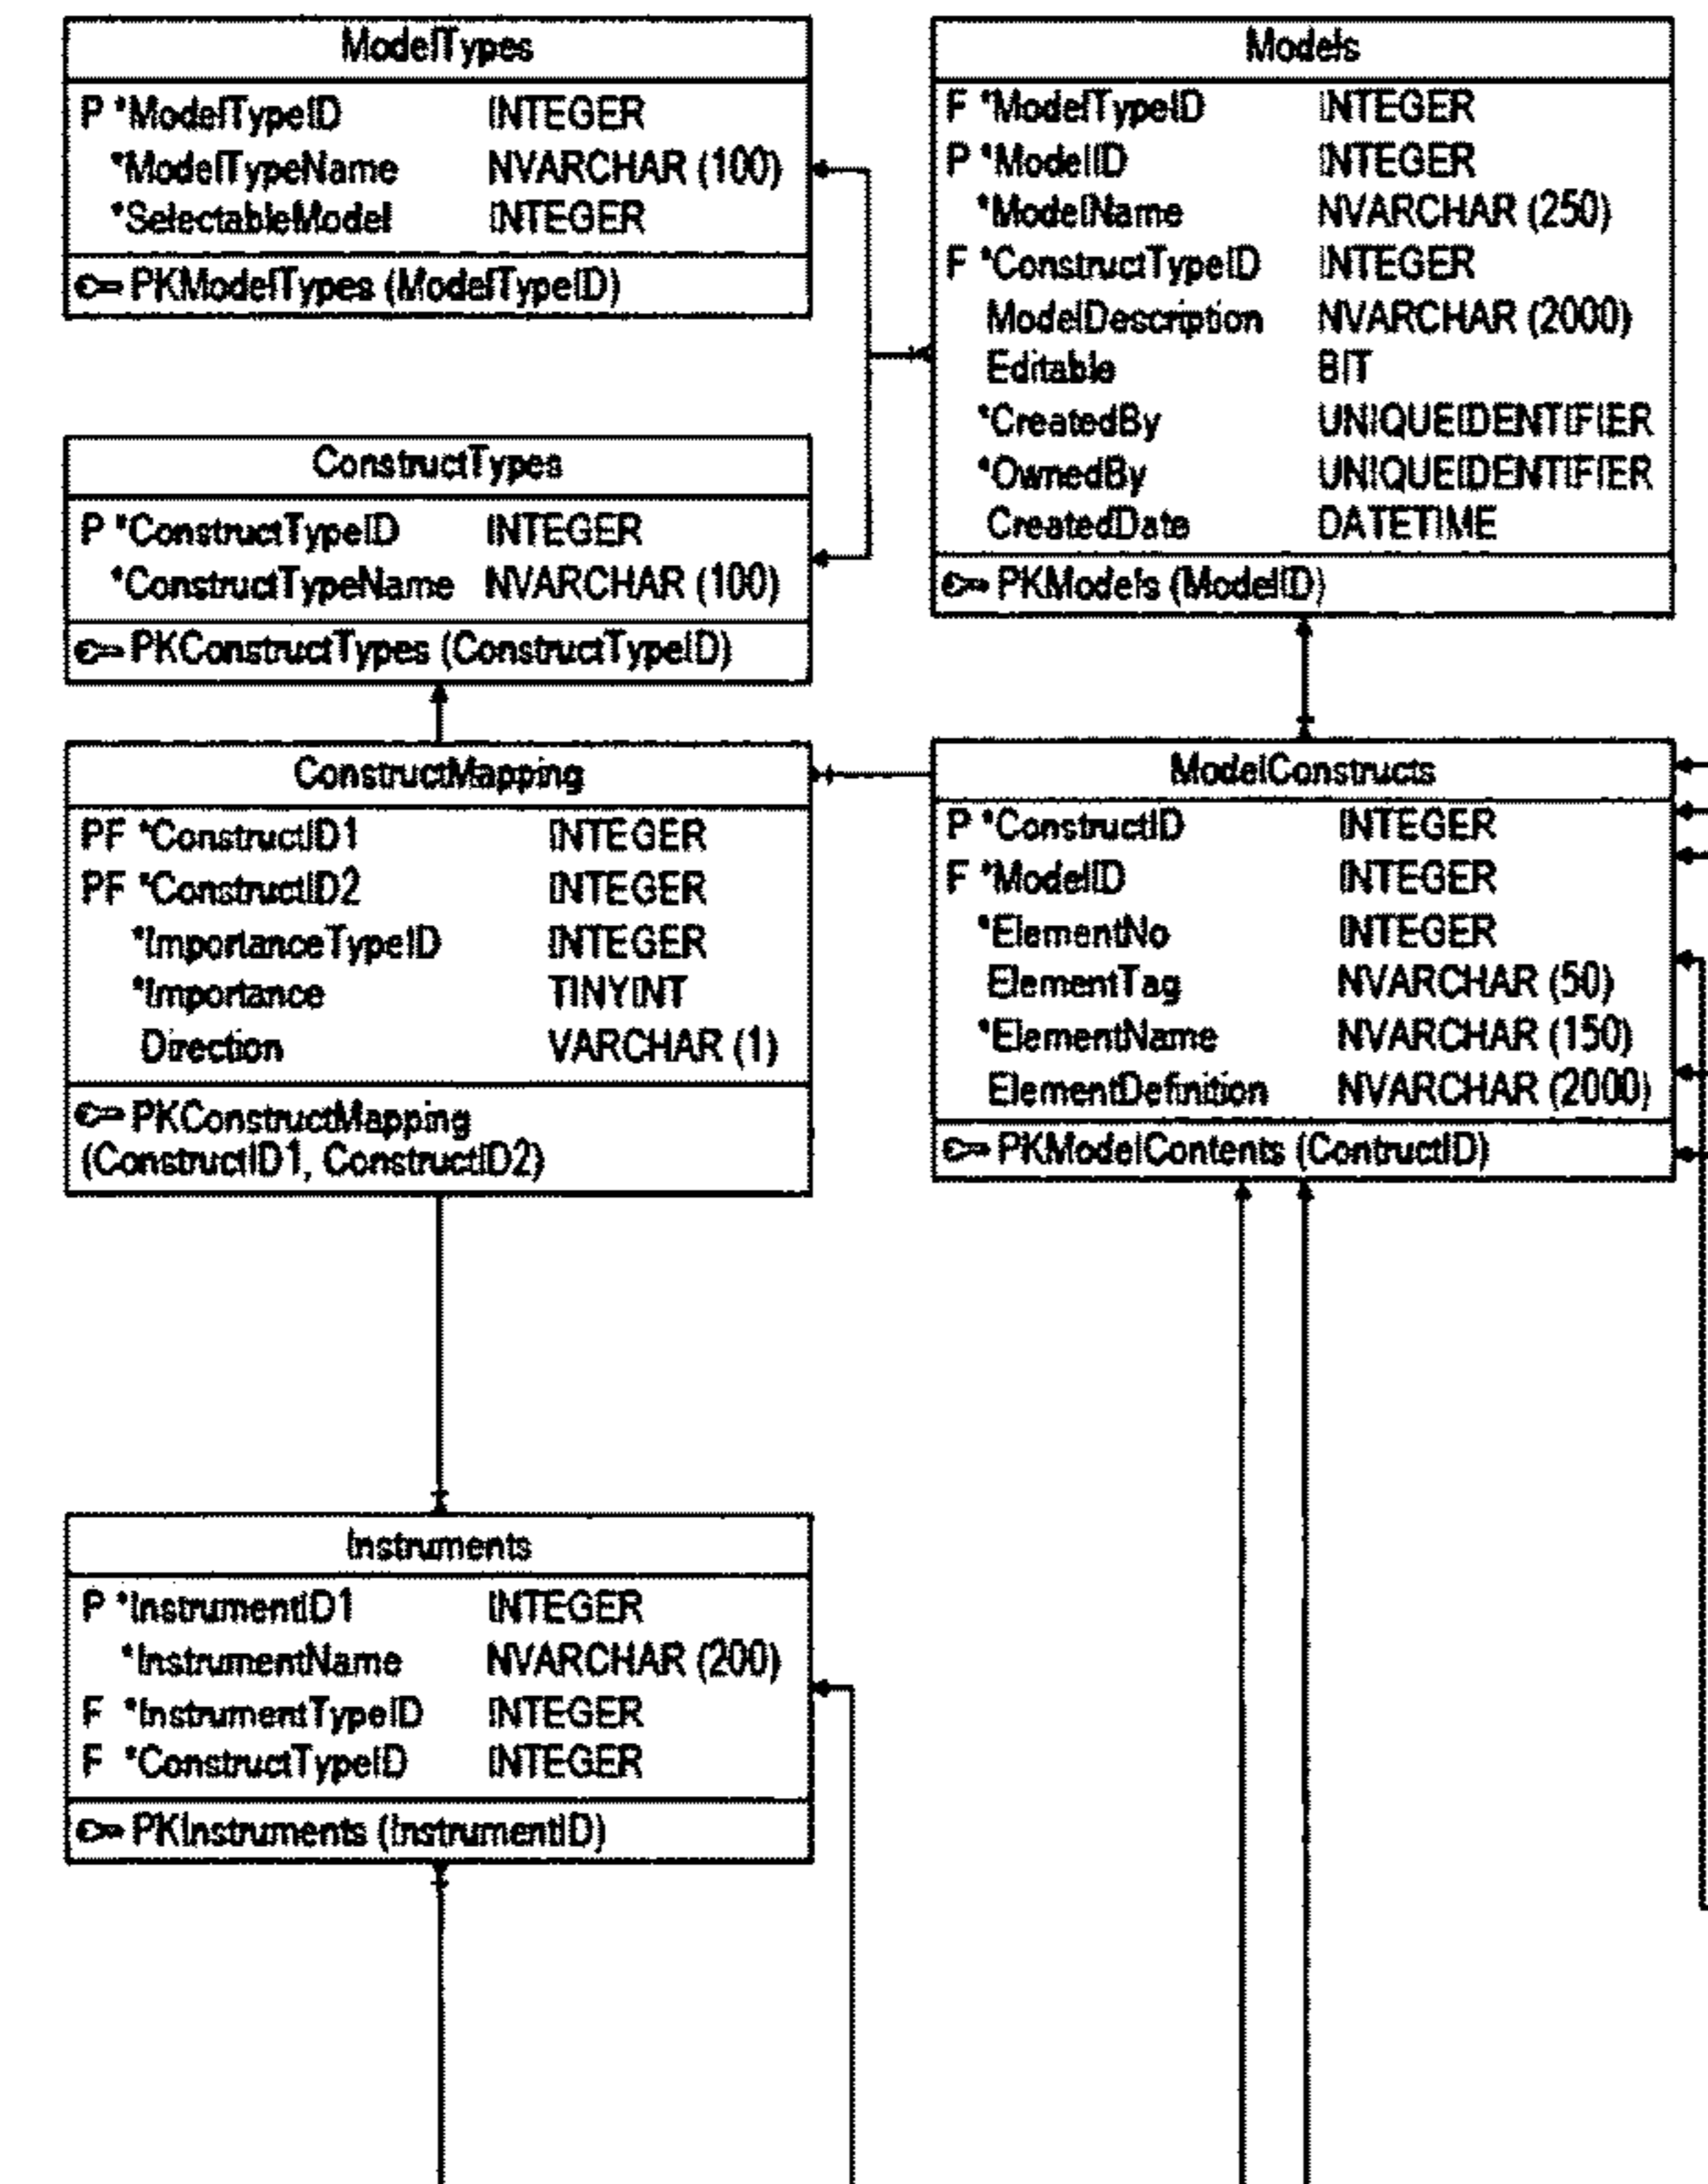 ModelTypes
P *ModelTypeID INTEGER
*ModelTypeName NVARCHAR (100)
*SelectableModel INTEGER
PKModelTypes (ModelTypeID)
Models
F *ModelTypeID INTEGER
P *ModelID INTEGER
*ModelName NVARCHAR (250)
F *ConstructTypeID INTEGER
ModelDescription NVARCHAR (2000)
Editable BIT
*CreatedBy UNIQUEIDENTIFIER
*OwnedBy UNIQUEIDENTIFIER
CreatedDate DATETIME
PKModels (ModelID)
ConstructTypes
P *ConstructTypeID INTEGER
*ConstructTypeName NVARCHAR (100)
PKConstructTypes (ConstructTypeID)
ConstructMapping
PF *ConstructID1 INTEGER
PF *ConstructID2 INTEGER
*ImportanceTypeID INTEGER
*Importance TINYINT
Direction VARCHAR (1)
PKConstructMapping
(ConstructID1, ConstructID2)
ModelConstructs
P *ConstructID INTEGER
F *ModelID INTEGER
*ElementNo INTEGER
ElementTag NVARCHAR (50)
*ElementName NVARCHAR (150)
ElementDefinition NVARCHAR (2000)
PKModelContents (ContructID)
Instruments
P *InstrumentID1 INTEGER
*InstrumentName NVARCHAR (200)
F *InstrumentTypeID INTEGER
F *ConstructTypeID INTEGER
PKInstruments (InstrumentID)